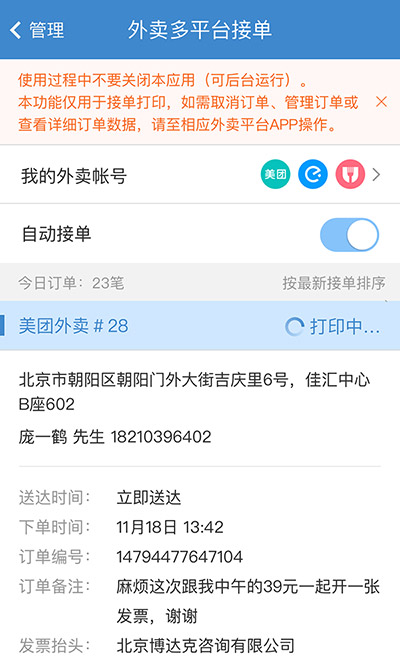 管理
外卖多平台接单
使用过程中不要关闭本应用（可后台运行）。
本功能仅用于接单打印，如需取消订单、管理订单或
查看详细订单数据，请至相应外卖平台APP操作。
我的外卖帐号
美团
自动接单
今日订单：23笔
按最新接单排序
美团外卖 # 28
打印中...
北京市朝阳区朝阳门外大街吉庆里6号，佳汇中心
B座602
庞一鹤 先生 18210396402
送达时间：
立即送达
下单时间：
11月18日 13:42
订单编号：
14794477647104
订单备注：
麻烦这次跟我中午的39元一起开一张
发票，谢谢
发票抬头：
北京博达克咨询有限公司